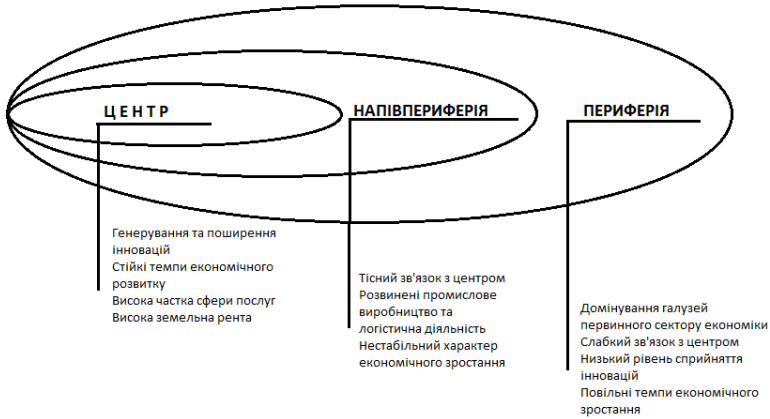 ЦЕНТР
НАПІВПЕРИФЕРІЯ
ПЕРИФЕРІЯ
Генерування та поширення
інновацій
Стійкі темпи економічного
розвитку
Висока частка сфери послуг
Висока земельна рента
Тісний зв'язок з центром
Розвинені промислове
виробництво та
логістична діяльність
Нестабільний характер
економічного зростання
Домінування галузей
первинного сектору економіки
Слабкий зв'язок з центром
Низький рівень сприйняття
інновацій
Повільні темпи економічного
зростання